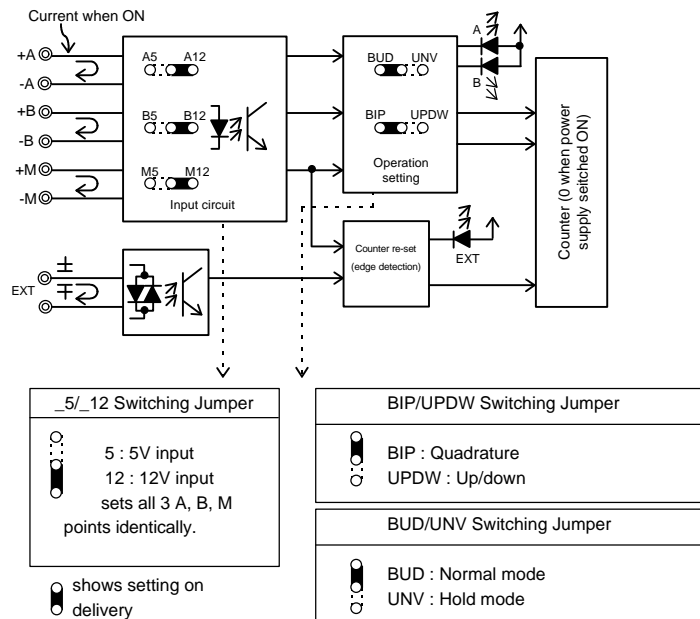 Current when ON
+A
-A
+B
-B
+M
-M
EXT
±
∓
A5 A12
B5 B12
M5 M12
Input circuit
BUD UNV
BIP UPDW
Operation
setting
A
B
Counter re-set
(edge detection)
EXT
Counter (0 when power
supply seitched ON)
_5/_12 Switching Jumper
5 : 5V input
12 : 12V input
sets all 3 A, B, M
points identically.
shows setting on
delivery
BIP/UPDW Switching Jumper
BIP : Quadrature
UPDW : Up/down
BUD/UNV Switching Jumper
BUD : Normal mode
UNV : Hold mode